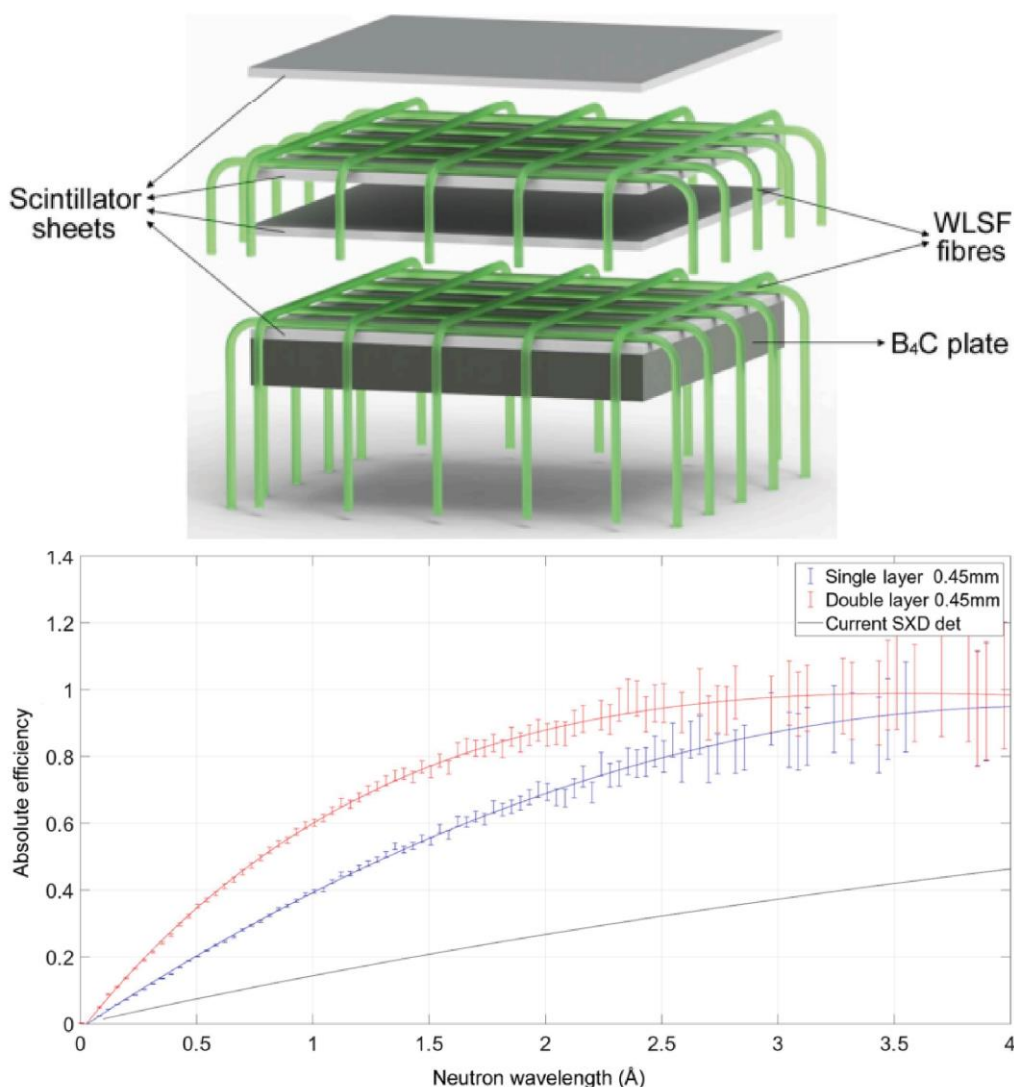 Scintillator
sheets
WLSF
fibres
B₄C plate
1.4
1.2
1
0.8
0.6
0.4
0.2
0
Absolute efficiency
Single layer 0.45mm
Double layer 0.45mm
Current SXD det
0 0.5 1 1.5 2 2.5 3 3.5 4
Neutron wavelength (Å)